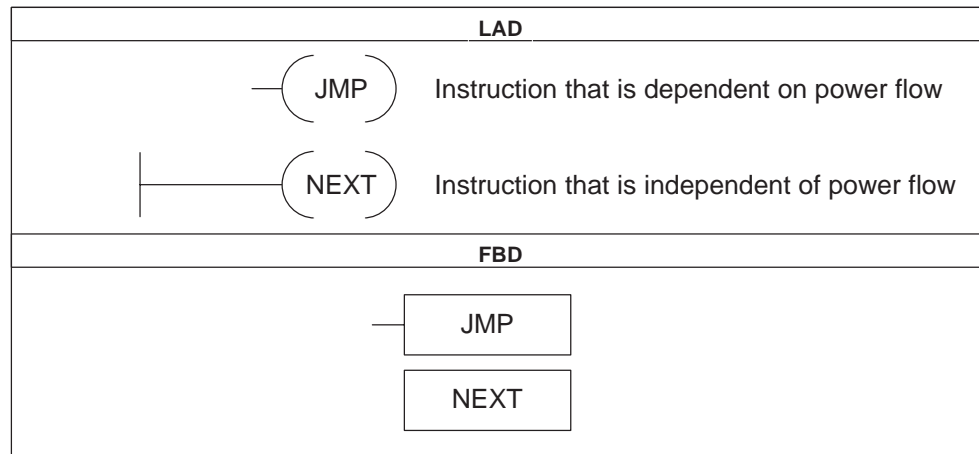 LAD
JMP Instruction that is dependent on power flow
NEXT Instruction that is independent of power flow
FBD
JMP
NEXT